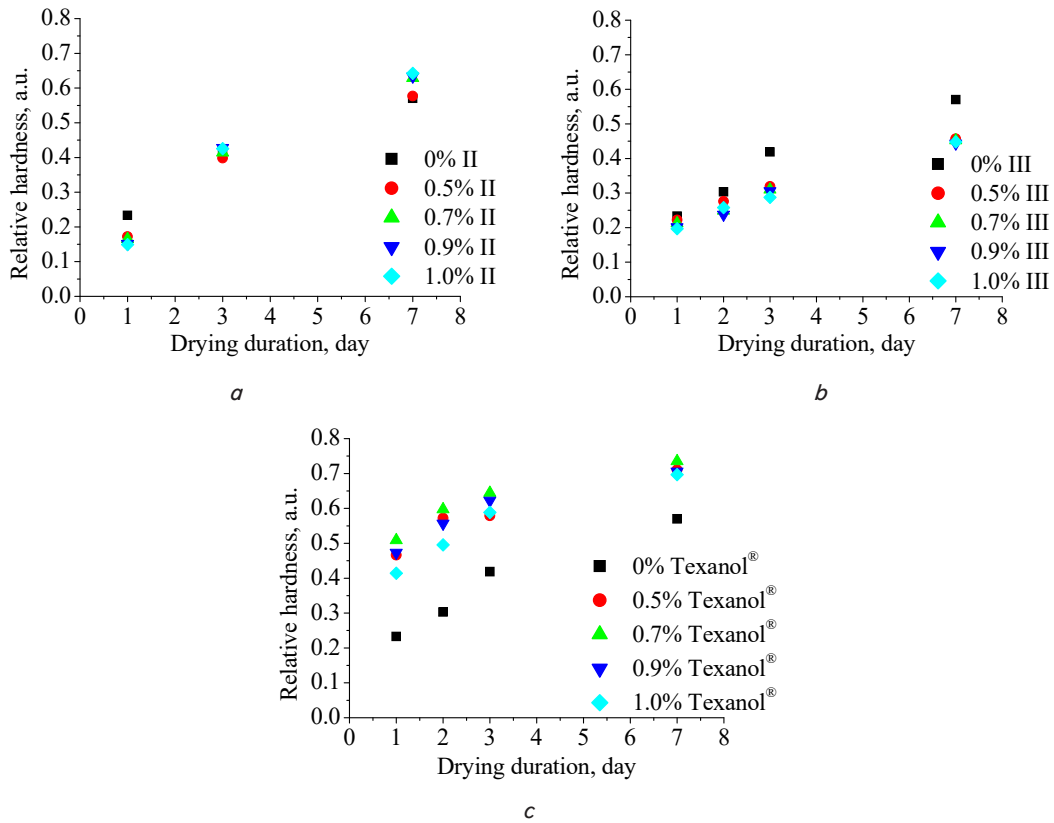 Relative hardness, a.u.
0.8
0.7
0.6
0.5
0.4
0.3
0.2
0.1
0.0
0 1 2 3 4 5 6 7 8
Drying duration, day
0% II
0.5% II
0.7% II
0.9% II
1.0% II
a
Relative hardness, a.u.
0.8
0.7
0.6
0.5
0.4
0.3
0.2
0.1
0.0
0 1 2 3 4 5 6 7 8
Drying duration, day
0% III
0.5% III
0.7% III
0.9% III
1.0% III
b
Relative hardness, a.u.
0.8
0.7
0.6
0.5
0.4
0.3
0.2
0.1
0.0
0 1 2 3 4 5 6 7 8
Drying duration, day
0% Texanol®
0.5% Texanol®
0.7% Texanol®
0.9% Texanol®
1.0% Texanol®
c